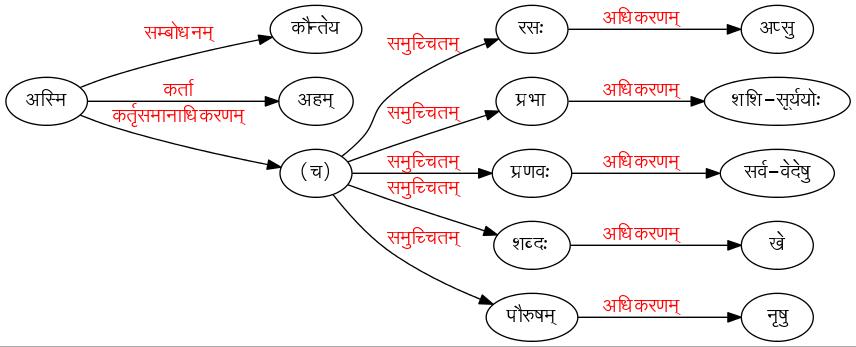 सम्बोधनम् कौन्तेय
समुच्चितम् रसः अधिकरणम् अप्सु
अस्मि कर्ता अहम्
कर्तृसमानाधिकरणम्
समुच्चितम् प्रभा अधिकरणम् शशि-सूर्ययोः
(च) समुच्चितम् प्रणवः अधिकरणम् सर्व-वेदेषु
समुच्चितम् शब्दः अधिकरणम् खे
समुच्चितम् पौरुषम् अधिकरणम् नृषु